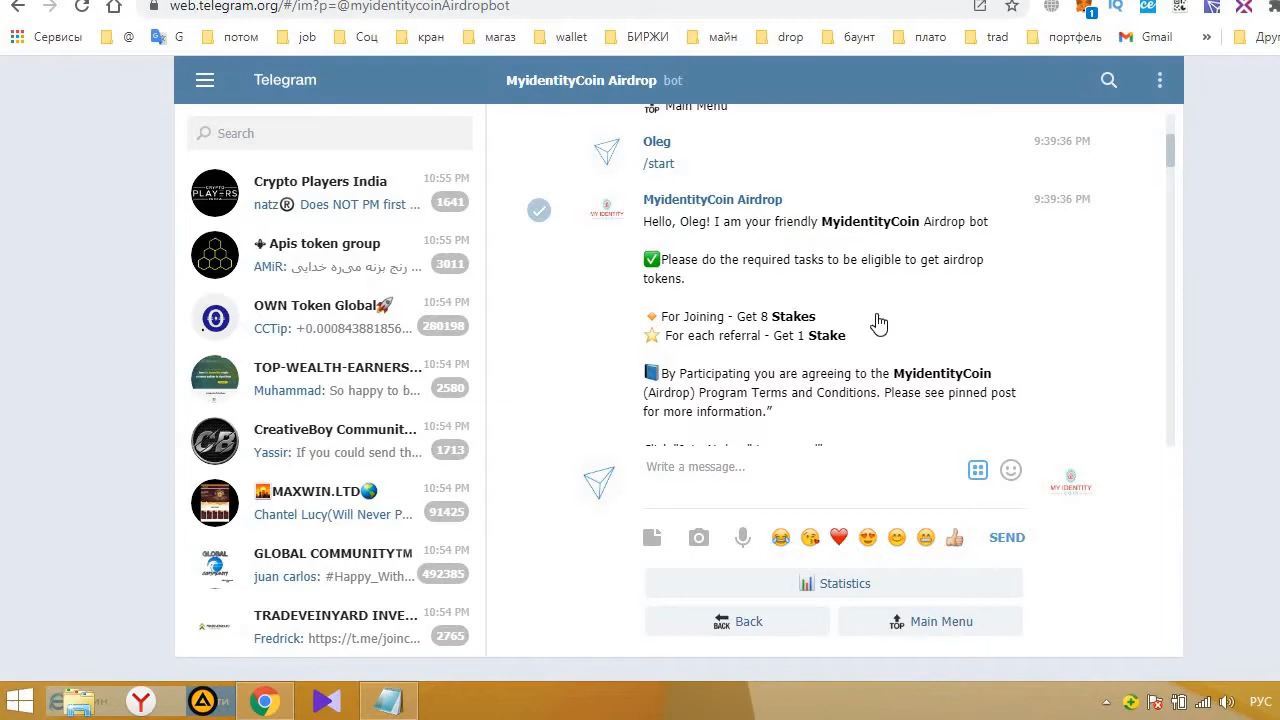 web.telegram.org/#/im?p=@myidentitycoinAirdropbot
Сервисы @ G потом job Соц кран магаз wallet БИРЖИ майн drop баунт плато trad портфель Gmail » Друг
Telegram
MyidentityCoin Airdrop bot
Search
Crypto Players India 10:55 PM
natz® Does NOT PM first ... 1641
Apis token group 10:55 PM
AMiR: رنج بزنه می‌ره خدایی ... 3011
OWN Token Global🚀 10:54 PM
CCTip: +0.000843881856... 280198
TOP-WEALTH-EARNERS... 10:54 PM
Muhammad: So happy to b... 2580
CreativeBoy Communit... 10:54 PM
Yassir: If you could send th... 1713
🌇MAXWIN.LTD🌏 10:54 PM
Chantel Lucy(Will Never P... 91425
GLOBAL COMMUNITY™ 10:54 PM
juan carlos: #Happy_With... 492385
TRADEVEINYARD INVE... 10:54 PM
Fredrick: https://t.me/joinc... 2765
🔝 Main Menu
Oleg 9:39:36 PM
/start
MyidentityCoin Airdrop 9:39:36 PM
Hello, Oleg! I am your friendly MyidentityCoin Airdrop bot
✅Please do the required tasks to be eligible to get airdrop
tokens.
🔸 For Joining - Get 8 Stakes
⭐ For each referral - Get 1 Stake
📘By Participating you are agreeing to the MyidentityCoin
(Airdrop) Program Terms and Conditions. Please see pinned post
for more information.”
Write a message...
MY IDENTITY
COIN
SEND
📊 Statistics
🔙 Back
🔝 Main Menu
РУС